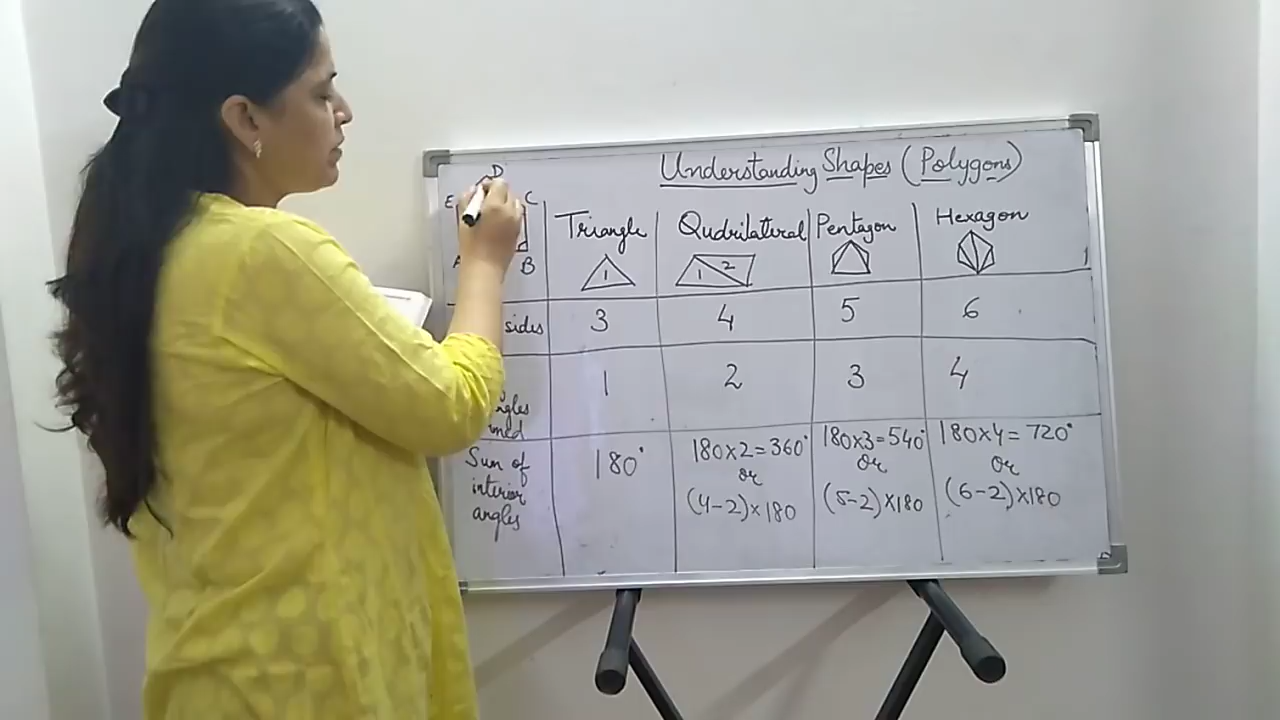 Understanding Shapes (Polygons)
D
E C
A B
Triangle Qudrilateral Pentagon Hexagon
1 1 2
sides 3 4 5 6
1 2 3 4
Sum of interior angles
180°
180×2=360°
or
(4-2)×180
180×3=540°
or
(5-2)×180
180×4=720°
or
(6-2)×180